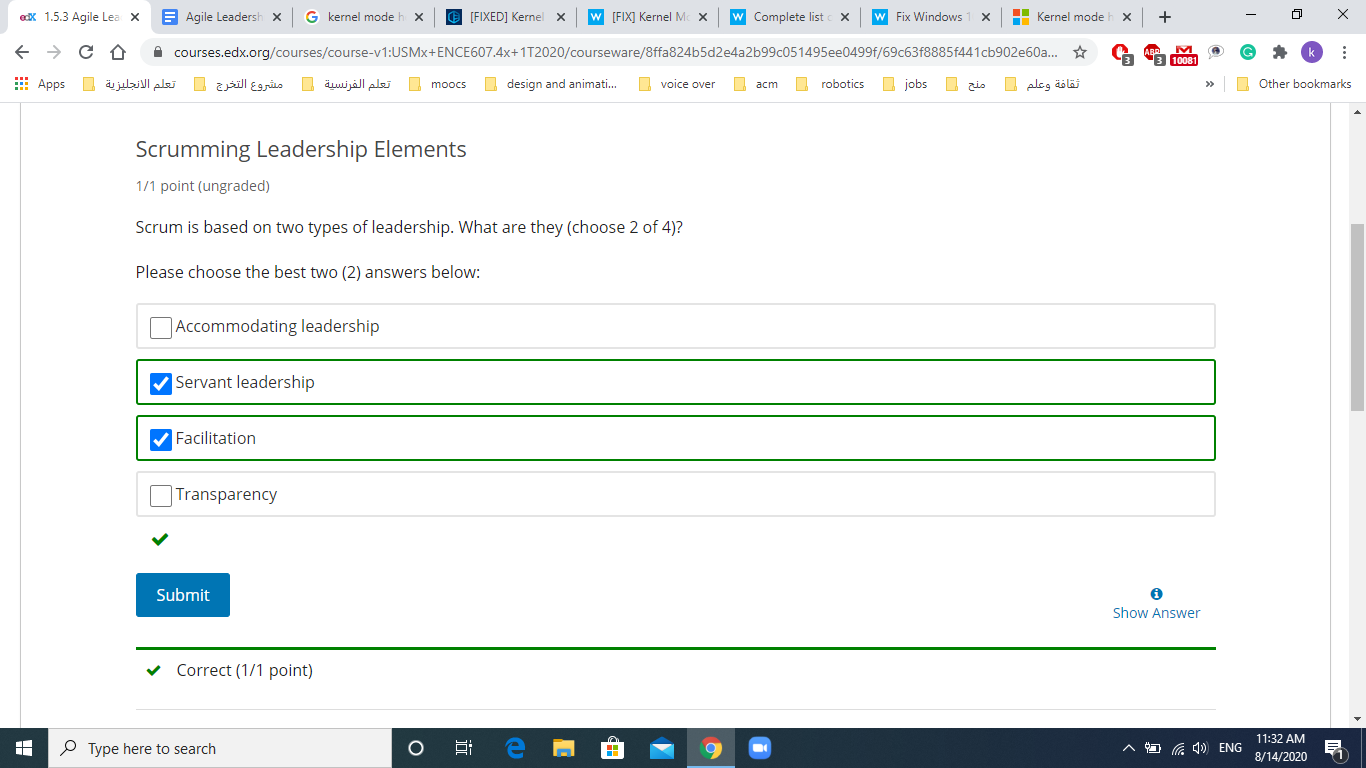 edX 1.5.3 Agile Lea
Agile Leadersh
kernel mode h
[FIXED] Kernel
[FIX] Kernel Mo
Complete list o
Fix Windows 1
Kernel mode h
courses.edx.org/courses/course-v1:USMx+ENCE607.4x+1T2020/courseware/8ffa824b5d2e4a2b99c051495ee0499f/69c63f8885f441cb902e60a...
3
ABP 3
10081
G
k
Apps
تعلم الانجليزية
مشروع التخرج
تعلم الفرنسية
moocs
design and animati...
voice over
acm
robotics
jobs
منح
ثقافة وعلم
»
Other bookmarks
Scrumming Leadership Elements
1/1 point (ungraded)
Scrum is based on two types of leadership. What are they (choose 2 of 4)?
Please choose the best two (2) answers below:
Accommodating leadership
Servant leadership
Facilitation
Transparency
Submit
Show Answer
Correct (1/1 point)
Type here to search
ENG
11:32 AM
8/14/2020
1